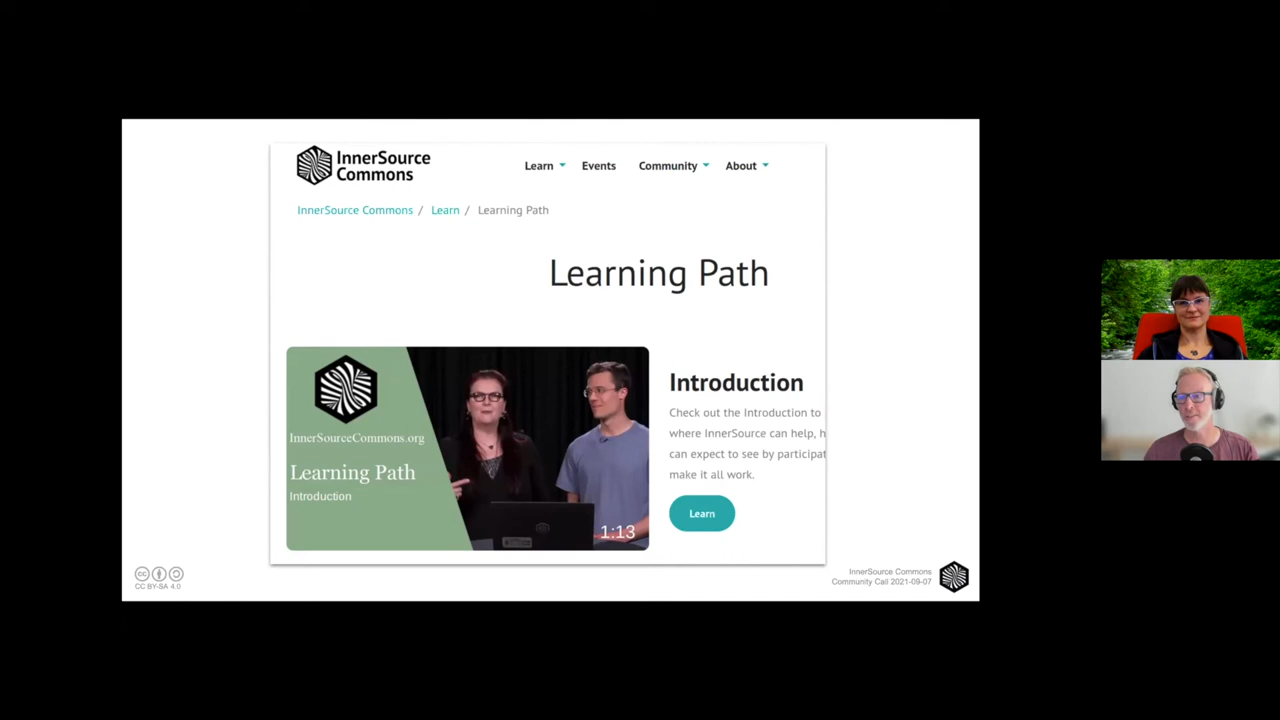 InnerSource
Commons
Learn Events Community About
InnerSource Commons / Learn / Learning Path
Learning Path
InnerSourceCommons.org
Learning Path
Introduction
1:13
Introduction
Check out the Introduction to
where InnerSource can help, h
can expect to see by participat
make it all work.
Learn
CC BY-SA 4.0
InnerSource Commons
Community Call 2021-09-07